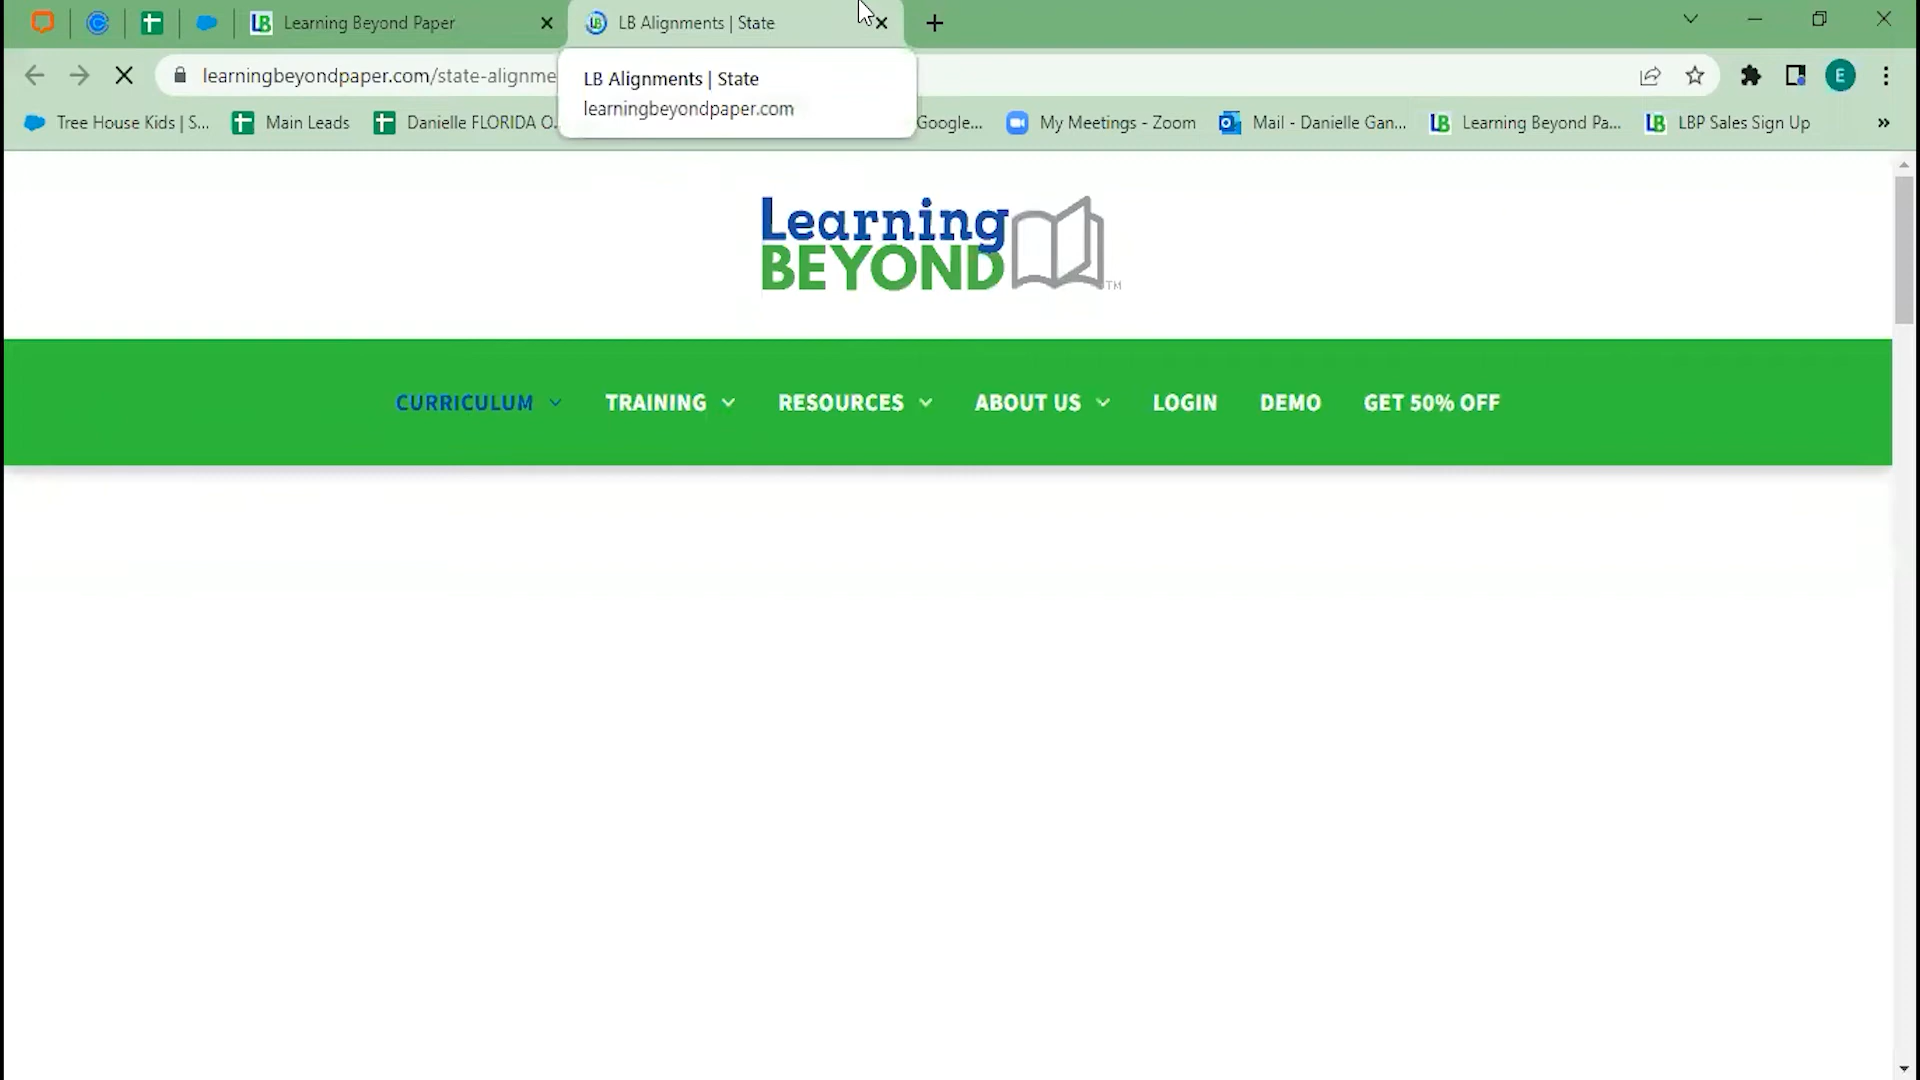 Learning Beyond Paper
LB Alignments | State
learningbeyondpaper.com/state-alignme
LB Alignments | State
learningbeyondpaper.com
E
Tree House Kids | S...
Main Leads
Danielle FLORIDA O.
Google...
My Meetings - Zoom
Mail - Danielle Gan...
Learning Beyond Pa...
LBP Sales Sign Up
Learning
BEYOND
TM
CURRICULUM TRAINING RESOURCES ABOUT US LOGIN DEMO GET 50% OFF